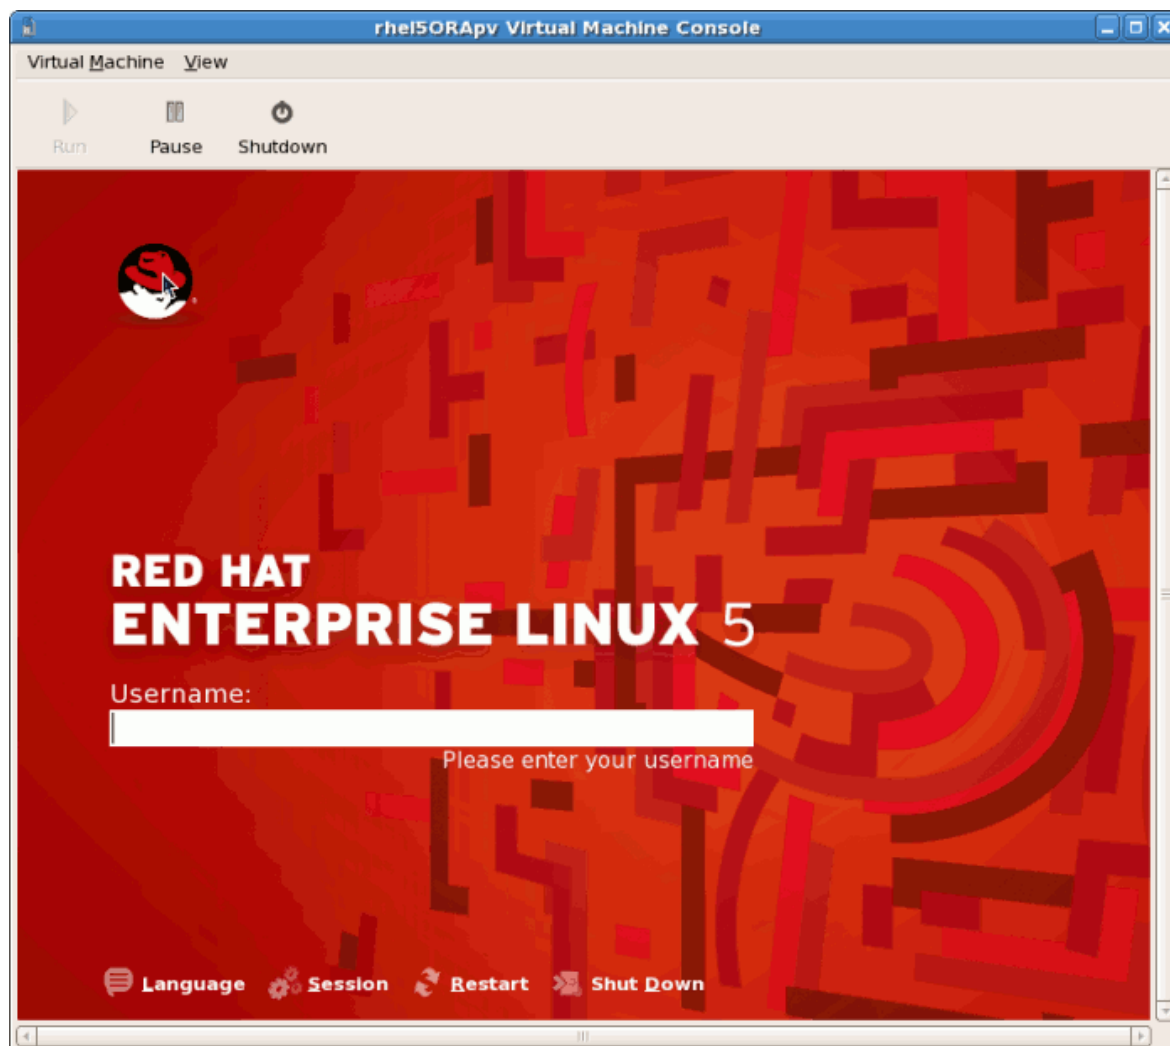 rhel5ORApv Virtual Machine Console
Virtual Machine View
Run Pause Shutdown
RED HAT
ENTERPRISE LINUX 5
Username:
Please enter your username
Language Session Restart Shut Down